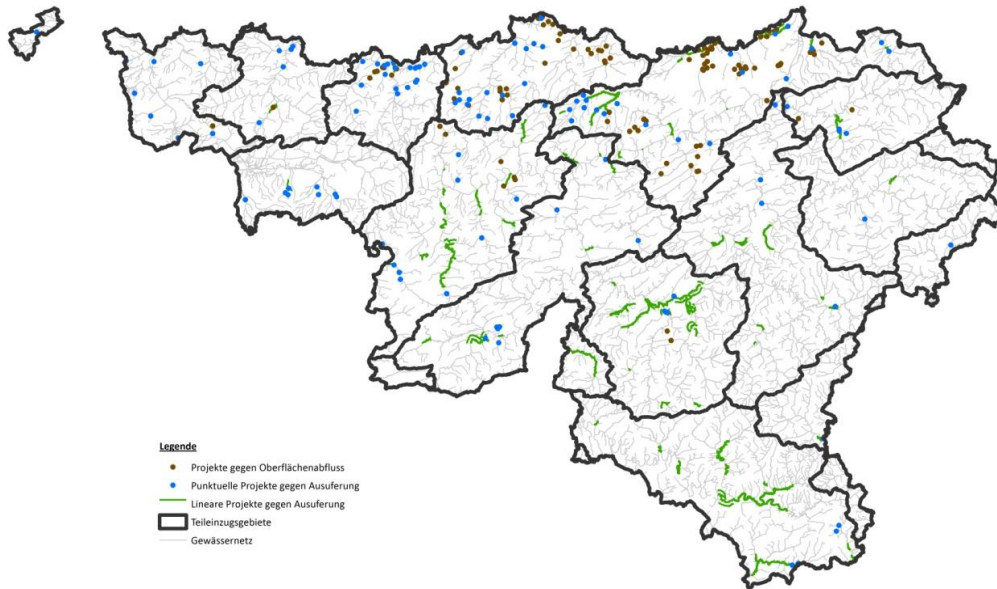 Legende
Projekte gegen Oberflächenabfluss
Punktuelle Projekte gegen Ausuferung
Lineare Projekte gegen Ausuferung
Teileinzugsgebiete
Gewässernetz